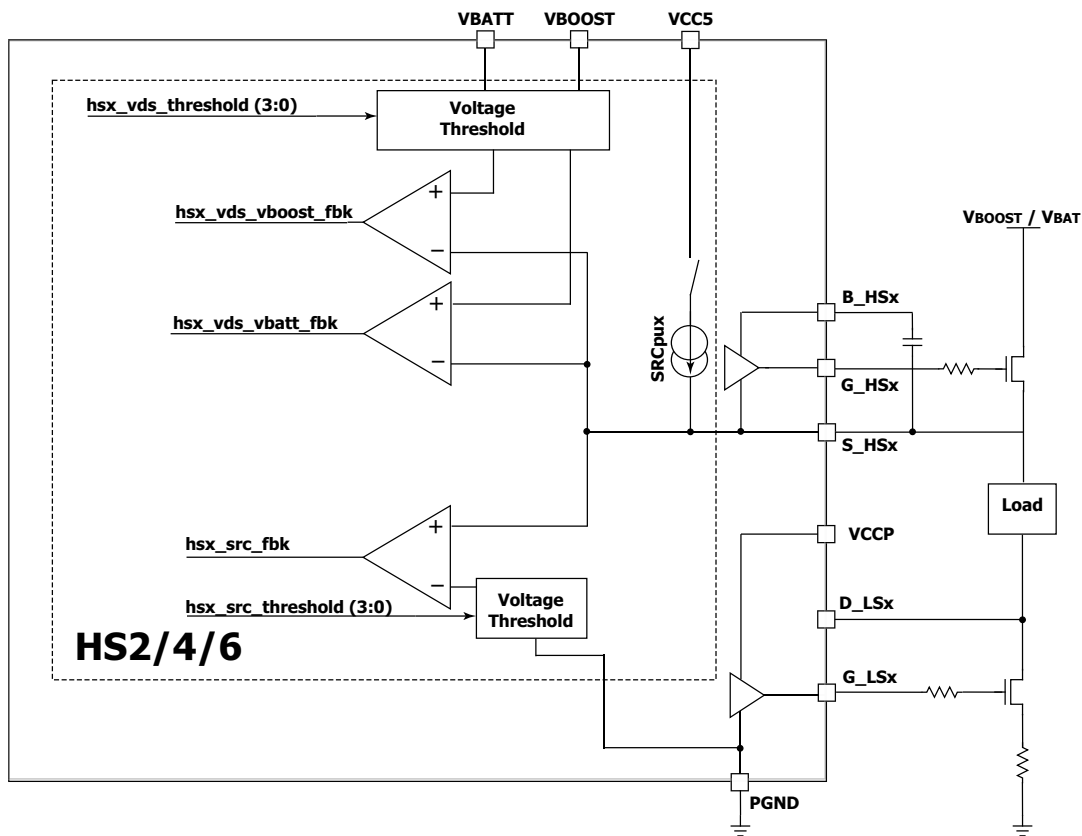 VBATT VBOOST VCC5
hsx_vds_threshold (3:0)
Voltage
Threshold
+
hsx_vds_vboost_fbk
VBOOST / VBAT
−
B_HSx
+
hsx_vds_vbatt_fbk
SRCpux
−
G_HSx
S_HSx
Load
+
VCCP
hsx_src_fbk
−
hsx_src_threshold (3:0)
Voltage
Threshold
D_LSx
HS2/4/6
G_LSx
PGND